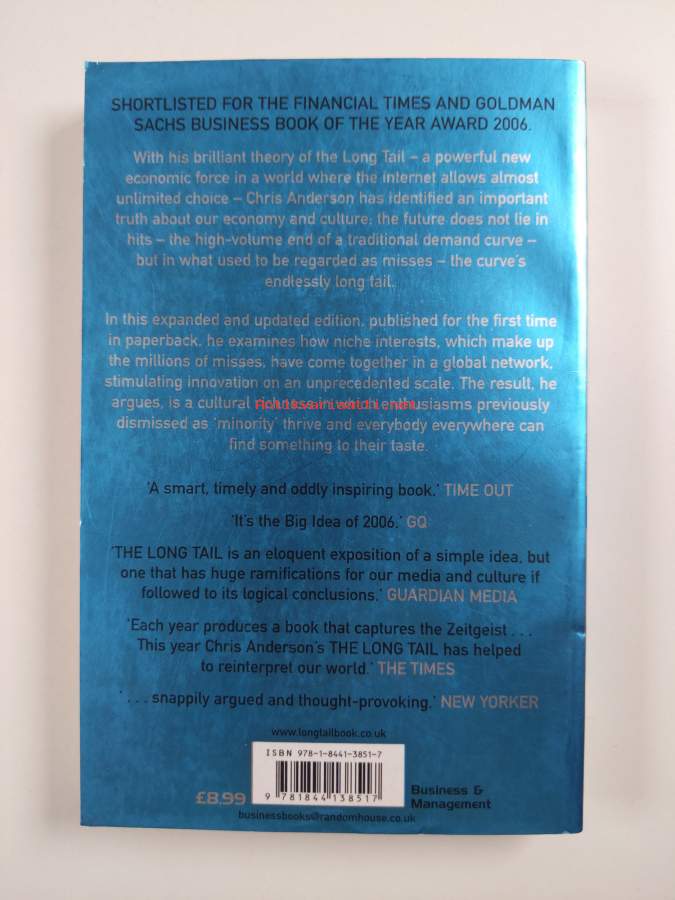 SHORTLISTED FOR THE FINANCIAL TIMES AND GOLDMAN
SACHS BUSINESS BOOK OF THE YEAR AWARD 2006.
With his brilliant theory of the Long Tail – a powerful new
economic force in a world where the internet allows almost
unlimited choice – Chris Anderson has identified an important
truth about our economy and culture: the future does not lie in
hits – the high-volume end of a traditional demand curve –
but in what used to be regarded as misses – the curve's
endlessly long tail.
In this expanded and updated edition, published for the first time
in paperback, he examines how niche interests, which make up
the millions of misses, have come together in a global network,
stimulating innovation on an unprecedented scale. The result, he
argues, is a cultural richness in which enthusiasms previously
dismissed as 'minority' thrive and everybody everywhere can
find something to their taste.
'A smart, timely and oddly inspiring book.' TIME OUT
'It's the Big Idea of 2006.' GQ
'THE LONG TAIL is an eloquent exposition of a simple idea, but
one that has huge ramifications for our media and culture if
followed to its logical conclusions.' GUARDIAN MEDIA
'Each year produces a book that captures the Zeitgeist . . .
This year Chris Anderson's THE LONG TAIL has helped
to reinterpret our world.' THE TIMES
' . . . snappily argued and thought-provoking.' NEW YORKER
www.longtailbook.co.uk
ISBN 978-1-8441-3851-7
9 781844 138517
£8.99
Business &
Management
businessbooks@randomhouse.co.uk